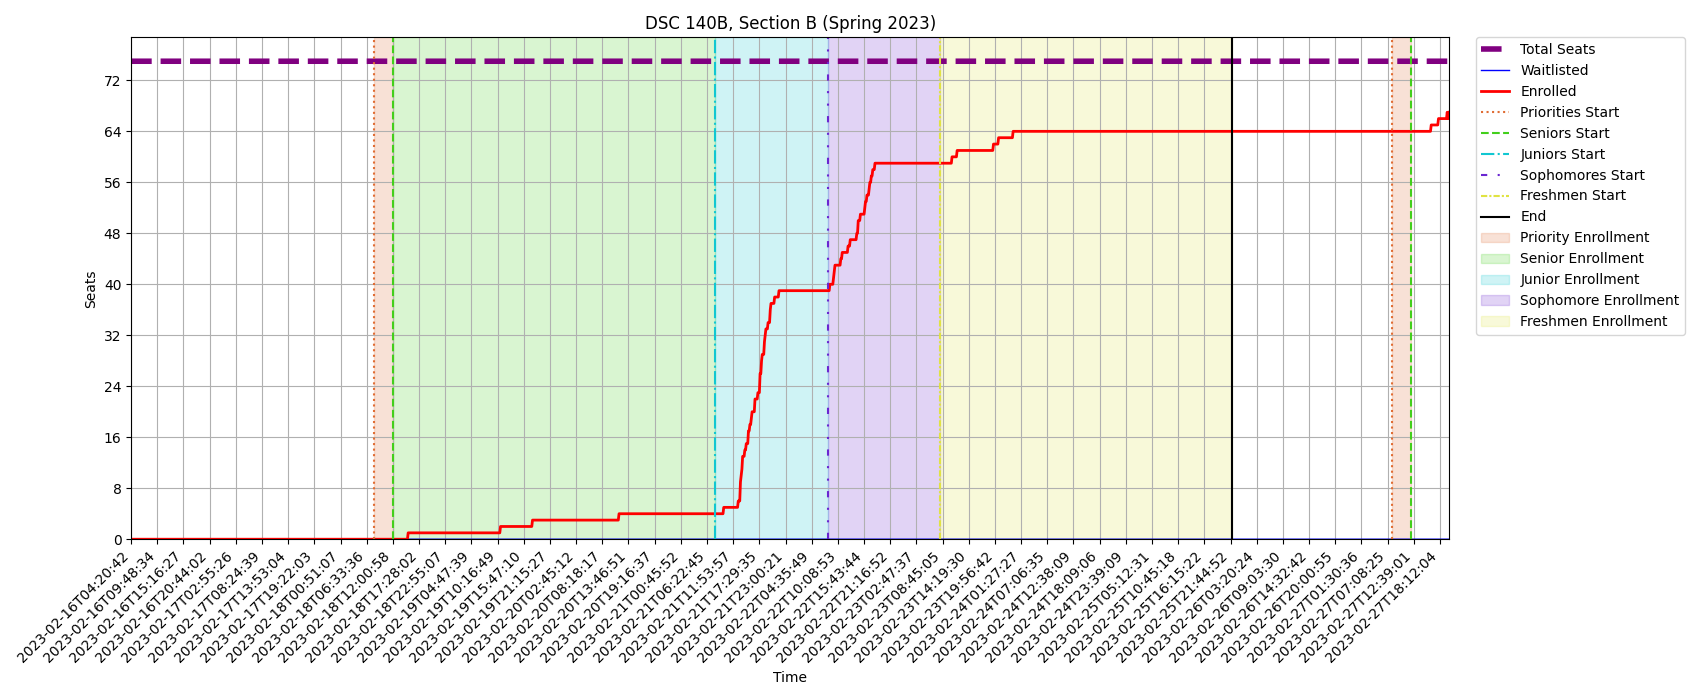 DSC 140B, Section B (Spring 2023)
Seats
72
64
56
48
40
32
24
16
8
0
2023-02-16T04:20:42
2023-02-16T09:48:34
2023-02-16T15:16:27
2023-02-16T20:44:02
2023-02-17T02:55:26
2023-02-17T08:24:39
2023-02-17T13:53:04
2023-02-17T19:22:03
2023-02-18T00:51:07
2023-02-18T06:33:36
2023-02-18T12:00:58
2023-02-18T17:28:02
2023-02-18T22:55:07
2023-02-19T04:47:39
2023-02-19T10:16:49
2023-02-19T15:47:10
2023-02-19T21:15:27
2023-02-20T02:45:12
2023-02-20T08:18:17
2023-02-20T13:46:51
2023-02-20T19:16:37
2023-02-21T00:45:52
2023-02-21T06:22:45
2023-02-21T11:53:57
2023-02-21T17:29:35
2023-02-21T23:00:21
2023-02-22T04:35:49
2023-02-22T10:08:53
2023-02-22T15:43:44
2023-02-22T21:16:52
2023-02-23T02:47:37
2023-02-23T08:45:05
2023-02-23T14:19:30
2023-02-23T19:56:42
2023-02-24T01:27:27
2023-02-24T07:06:35
2023-02-24T12:38:09
2023-02-24T18:09:06
2023-02-24T23:39:09
2023-02-25T05:12:31
2023-02-25T10:45:18
2023-02-25T16:15:22
2023-02-25T21:44:52
2023-02-26T03:20:24
2023-02-26T09:03:30
2023-02-26T14:32:42
2023-02-26T20:00:55
2023-02-27T01:30:36
2023-02-27T07:08:25
2023-02-27T12:39:01
2023-02-27T18:12:04
Time
Total Seats
Waitlisted
Enrolled
Priorities Start
Seniors Start
Juniors Start
Sophomores Start
Freshmen Start
End
Priority Enrollment
Senior Enrollment
Junior Enrollment
Sophomore Enrollment
Freshmen Enrollment